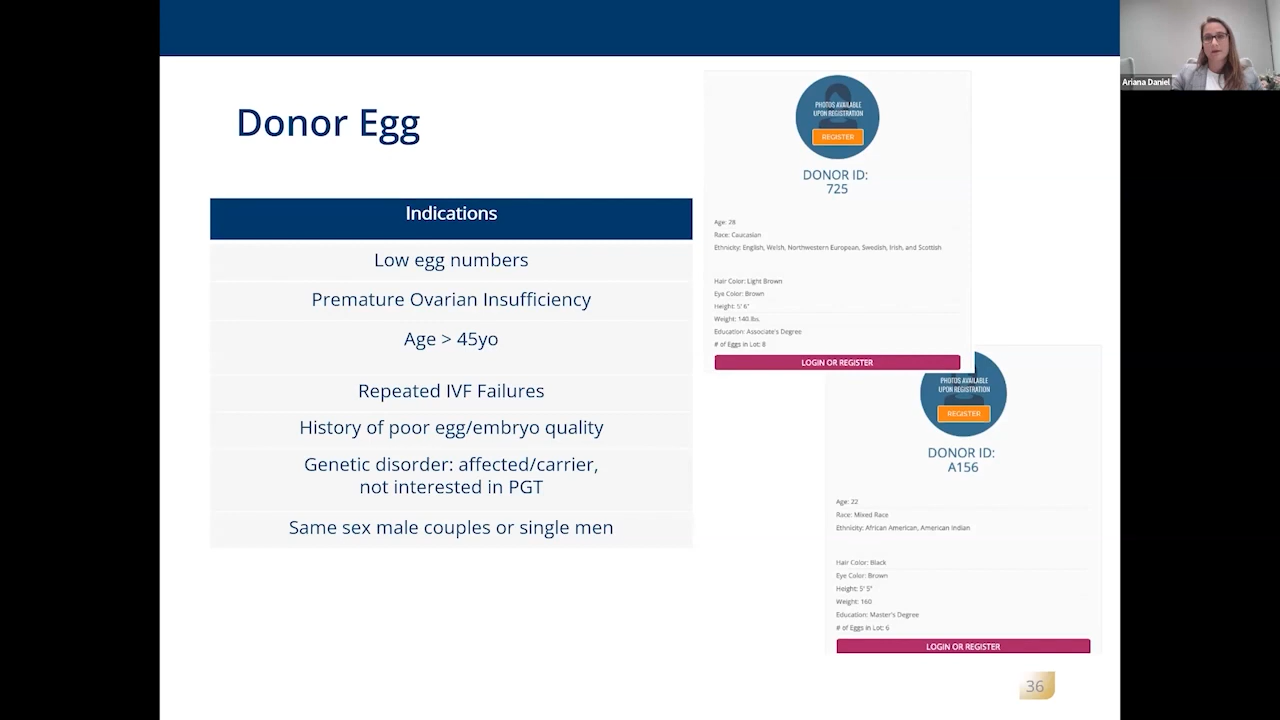 Donor Egg
Indications
Low egg numbers
Premature Ovarian Insufficiency
Age > 45yo
Repeated IVF Failures
History of poor egg/embryo quality
Genetic disorder: affected/carrier,
not interested in PGT
Same sex male couples or single men
PHOTOS AVAILABLE
UPON REGISTRATION
REGISTER
DONOR ID:
725
Age: 28
Race: Caucasian
Ethnicity: English, Welsh, Northwestern European, Swedish, Irish, and Scottish
Hair Color: Light Brown
Eye Color: Brown
Height: 5' 6"
Weight: 140 lbs.
Education: Associate's Degree
# of Eggs in Lot: 8
LOGIN OR REGISTER
PHOTOS AVAILABLE
UPON REGISTRATION
REGISTER
DONOR ID:
A156
Age: 22
Race: Mixed Race
Ethnicity: African American, American Indian
Hair Color: Black
Eye Color: Brown
Height: 5' 5"
Weight: 160
Education: Master's Degree
# of Eggs in Lot: 6
LOGIN OR REGISTER
36
Ariana Daniel